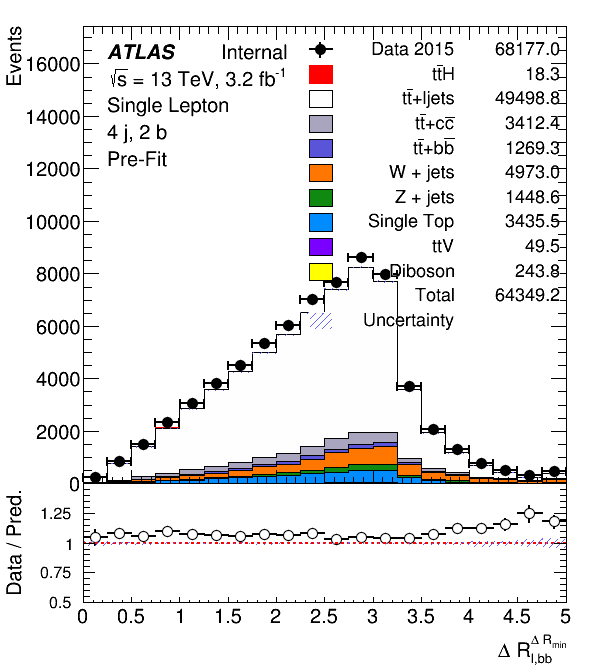 Events
16000
14000
12000
10000
8000
6000
4000
2000
0
ATLAS Internal
√s = 13 TeV, 3.2 fb⁻¹
Single Lepton
4 j, 2 b
Pre-Fit
Data 2015 68177.0
tt̄H 18.3
tt̄+ljets 49498.8
tt̄+cc̄ 3412.4
tt̄+bb̄ 1269.3
W + jets 4973.0
Z + jets 1448.6
Single Top 3435.5
ttV 49.5
Diboson 243.8
Total 64349.2
Uncertainty
Data / Pred.
1.25
1
0.75
0.5
0 0.5 1 1.5 2 2.5 3 3.5 4 4.5 5
Δ R_{l,bb}^{Δ R_{min}}